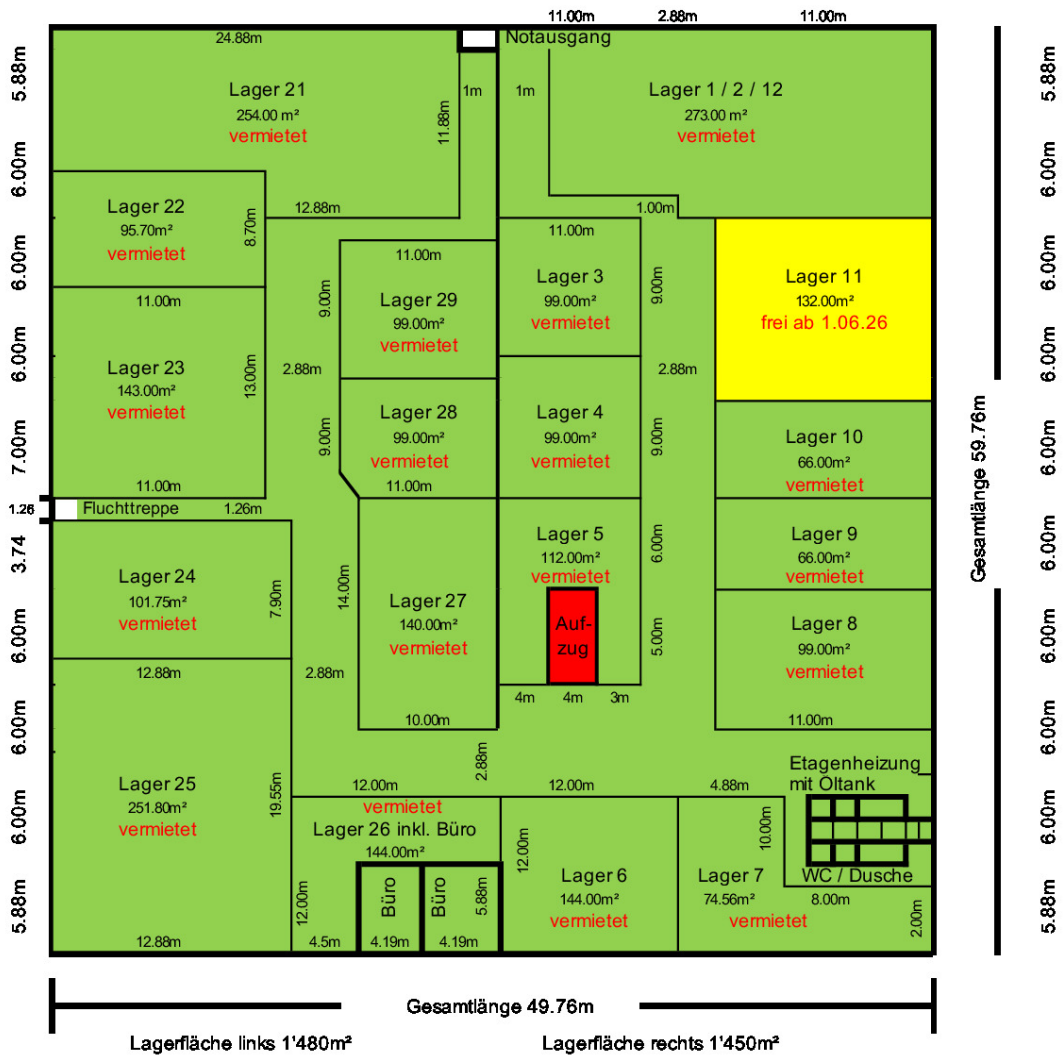 11.00m 2.88m 11.00m
24.88m
Notausgang
Lager 21
254.00 m²
vermietet
11.88m
1m
1m
Lager 1 / 2 / 12
273.00 m²
vermietet
5.88m
6.00m
6.00m
6.00m
7.00m
1.26
3.74
6.00m
6.00m
6.00m
5.88m
Lager 22
95.70m²
vermietet
8.70m
12.88m
1.00m
11.00m
Lager 23
143.00m²
vermietet
13.00m
11.00m
2.88m
11.00m
9.00m
Lager 29
99.00m²
vermietet
9.00m
Lager 28
99.00m²
vermietet
11.00m
11.00m
Lager 3
99.00m²
vermietet
9.00m
2.88m
Lager 4
99.00m²
vermietet
9.00m
Lager 11
132.00m²
frei ab 1.06.26
Lager 10
66.00m²
vermietet
Fluchttreppe 1.26m
Lager 24
101.75m²
vermietet
7.90m
12.88m
2.88m
14.00m
Lager 27
140.00m²
vermietet
10.00m
Lager 5
112.00m²
vermietet
6.00m
Auf-
zug
5.00m
4m 4m 3m
Lager 9
66.00m²
vermietet
Lager 8
99.00m²
vermietet
11.00m
2.88m
Lager 25
251.80m²
vermietet
19.55m
12.88m
12.00m
vermietet
Lager 26 inkl. Büro
144.00m²
12.00m
Büro
Büro
5.88m
4.5m 4.19m 4.19m
12.00m
12.00m
Lager 6
144.00m²
vermietet
4.88m
10.00m
Lager 7
74.56m²
vermietet
Etagenheizung
mit Öltank
WC / Dusche
8.00m
2.00m
Gesamtlänge 59.76m
5.88m
6.00m
6.00m
6.00m
6.00m
6.00m
6.00m
6.00m
6.00m
5.88m
Gesamtlänge 49.76m
Lagerfläche links 1'480m²
Lagerfläche rechts 1'450m²